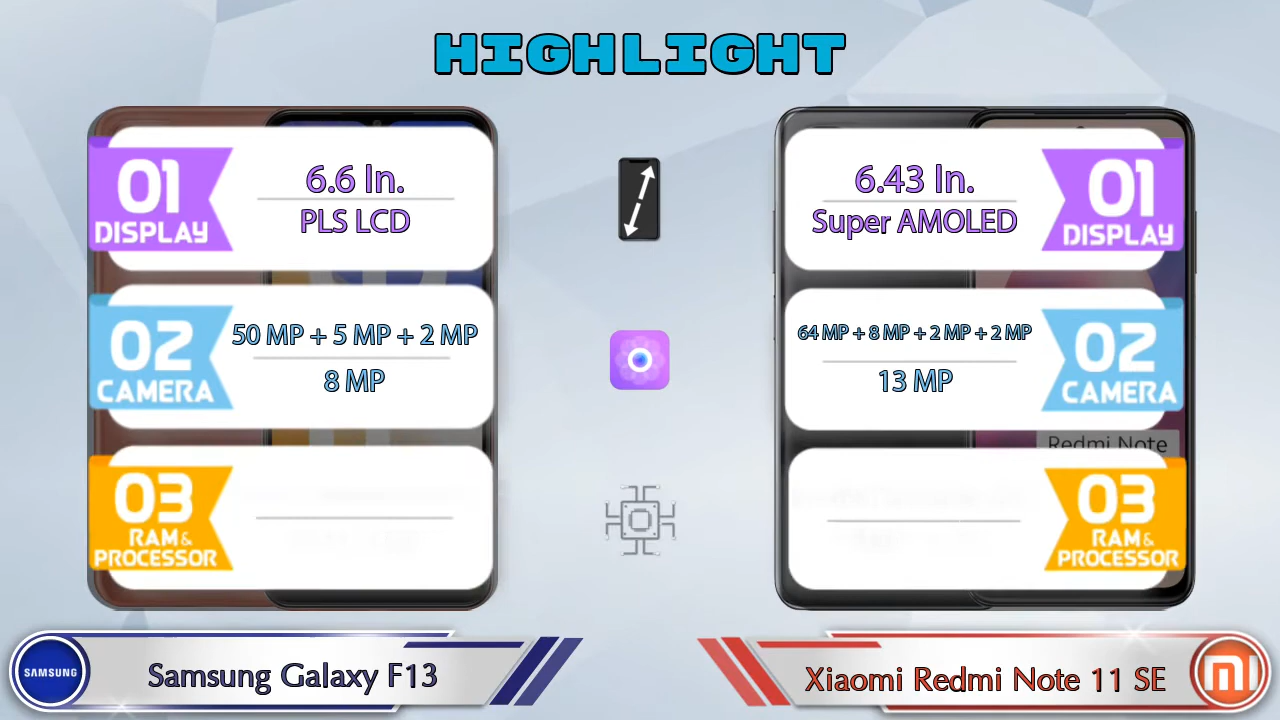 HIGHLIGHT
01
DISPLAY
6.6 In.
PLS LCD
02
CAMERA
50 MP + 5 MP + 2 MP
8 MP
03
RAM &
PROCESSOR
6.43 In.
Super AMOLED
01
DISPLAY
64 MP + 8 MP + 2 MP + 2 MP
13 MP
02
CAMERA
Redmi Note
03
RAM &
PROCESSOR
SAMSUNG
Samsung Galaxy F13
Xiaomi Redmi Note 11 SE
MI